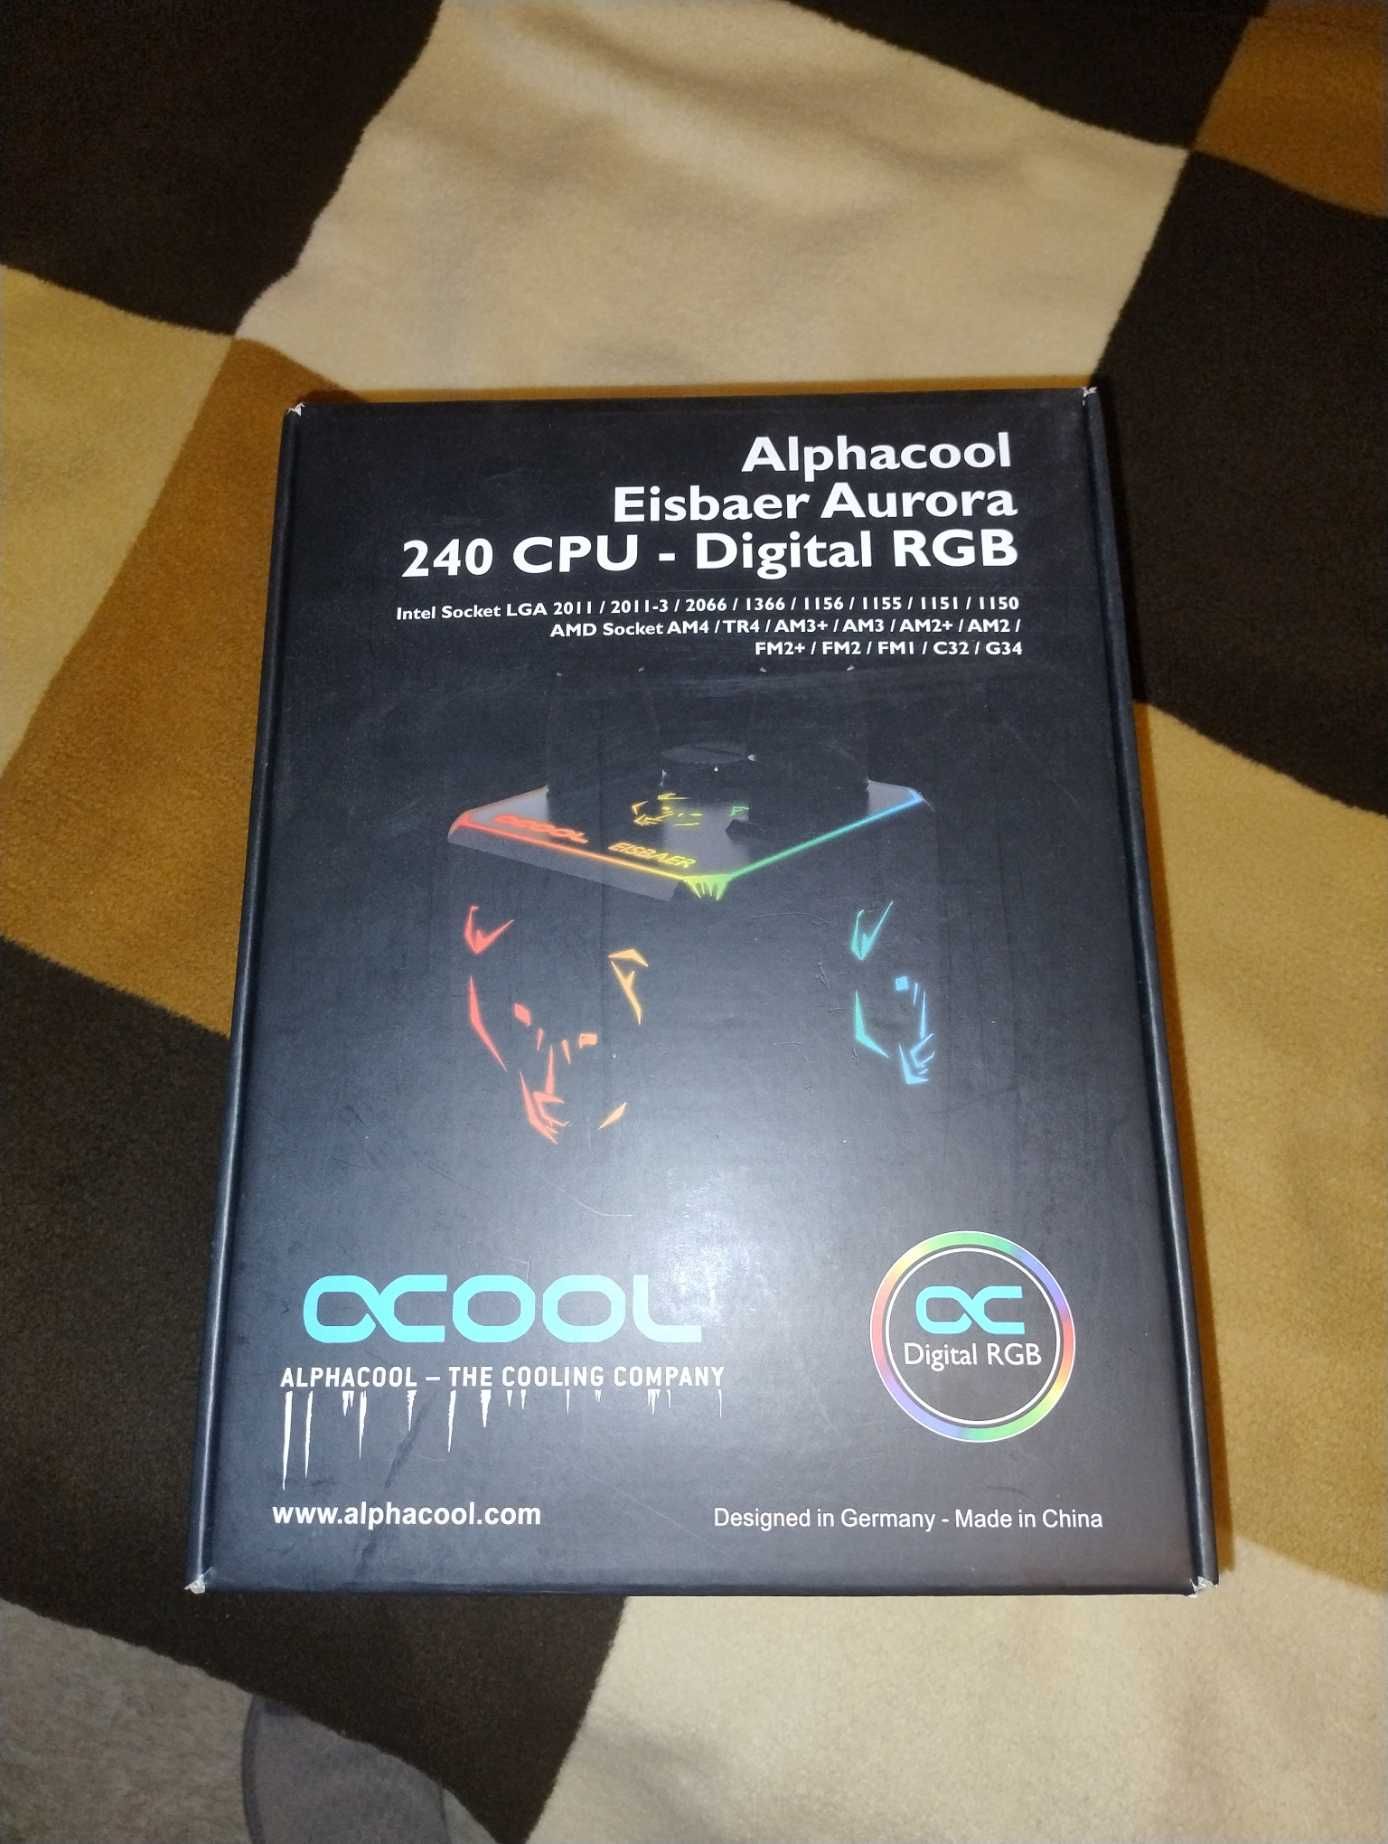 Alphacool
Eisbaer Aurora
240 CPU - Digital RGB
Intel Socket LGA 2011 / 2011-3 / 2066 / 1366 / 1156 / 1155 / 1151 / 1150
AMD Socket AM4 / TR4 / AM3+ / AM3 / AM2+ / AM2 /
FM2+ / FM2 / FM1 / C32 / G34
COOL EISBAER
COOL
ALPHACOOL – THE COOLING COMPANY
Digital RGB
www.alphacool.com
Designed in Germany - Made in China